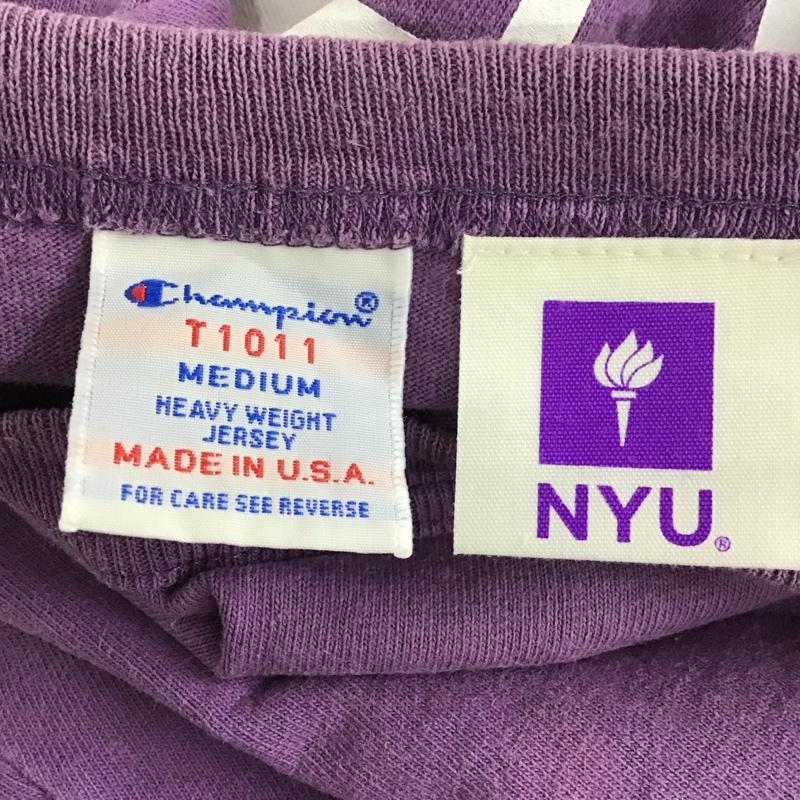 Champion®
T1011
MEDIUM
HEAVY WEIGHT
JERSEY
MADE IN U.S.A.
FOR CARE SEE REVERSE
NYU®